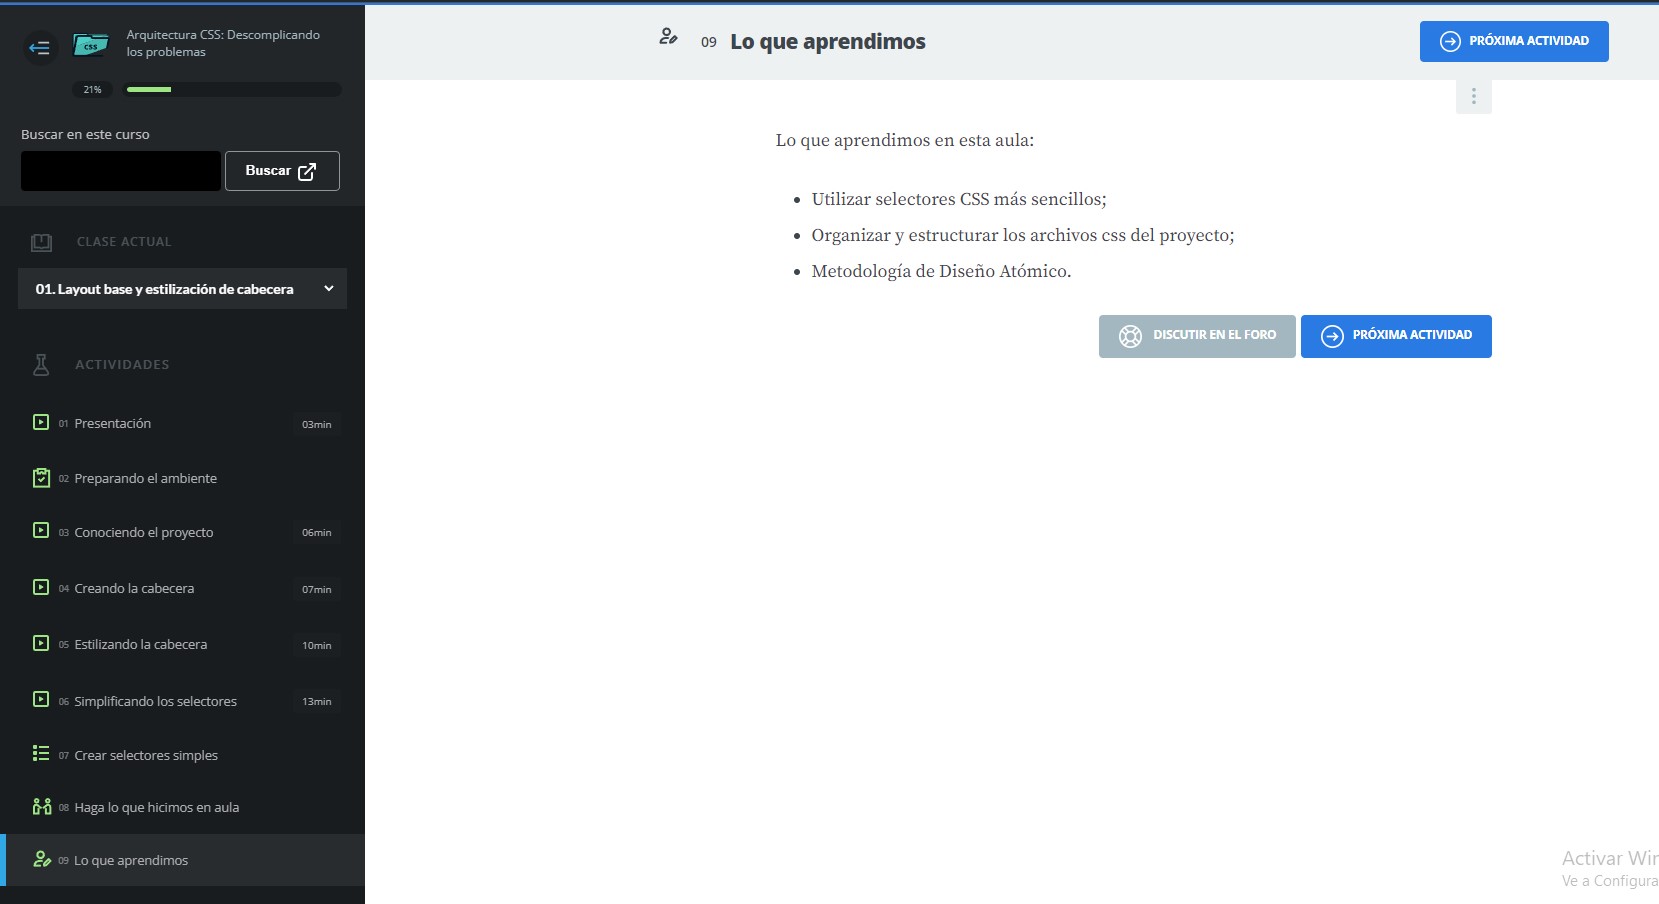 Arquitectura CSS: Descomplicando
los problemas
css
21%
Buscar en este curso
Buscar
CLASE ACTUAL
01. Layout base y estilización de cabecera
ACTIVIDADES
01 Presentación 03min
02 Preparando el ambiente
03 Conociendo el proyecto 06min
04 Creando la cabecera 07min
05 Estilizando la cabecera 10min
06 Simplificando los selectores 13min
07 Crear selectores simples
08 Haga lo que hicimos en aula
09 Lo que aprendimos
09 Lo que aprendimos
PRÓXIMA ACTIVIDAD
Lo que aprendimos en esta aula:
Utilizar selectores CSS más sencillos;
Organizar y estructurar los archivos css del proyecto;
Metodología de Diseño Atómico.
DISCUTIR EN EL FORO
PRÓXIMA ACTIVIDAD
Activar Wir
Ve a Configura